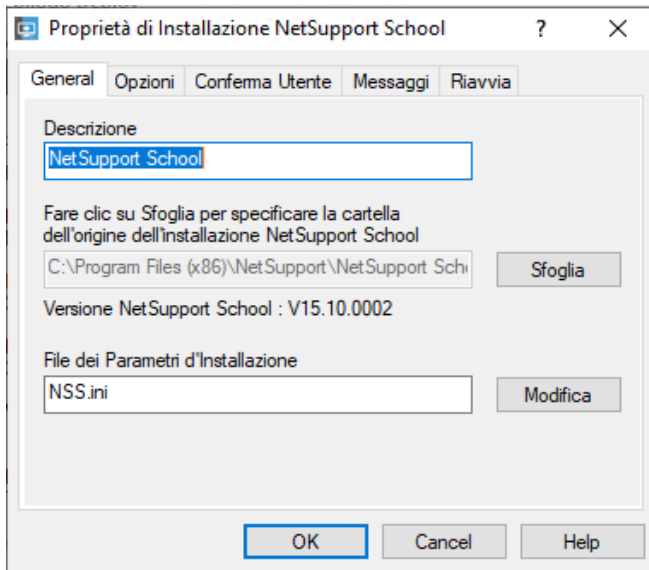 Proprietà di Installazione NetSupport School
General Opzioni Conferma Utente Messaggi Riavvia
Descrizione
NetSupport School
Fare clic su Sfoglia per specificare la cartella
dell'origine dell'installazione NetSupport School
C:\Program Files (x86)\NetSupport\NetSupport Sch Sfoglia
Versione NetSupport School : V15.10.0002
File dei Parametri d'Installazione
NSS.ini Modifica
OK Cancel Help